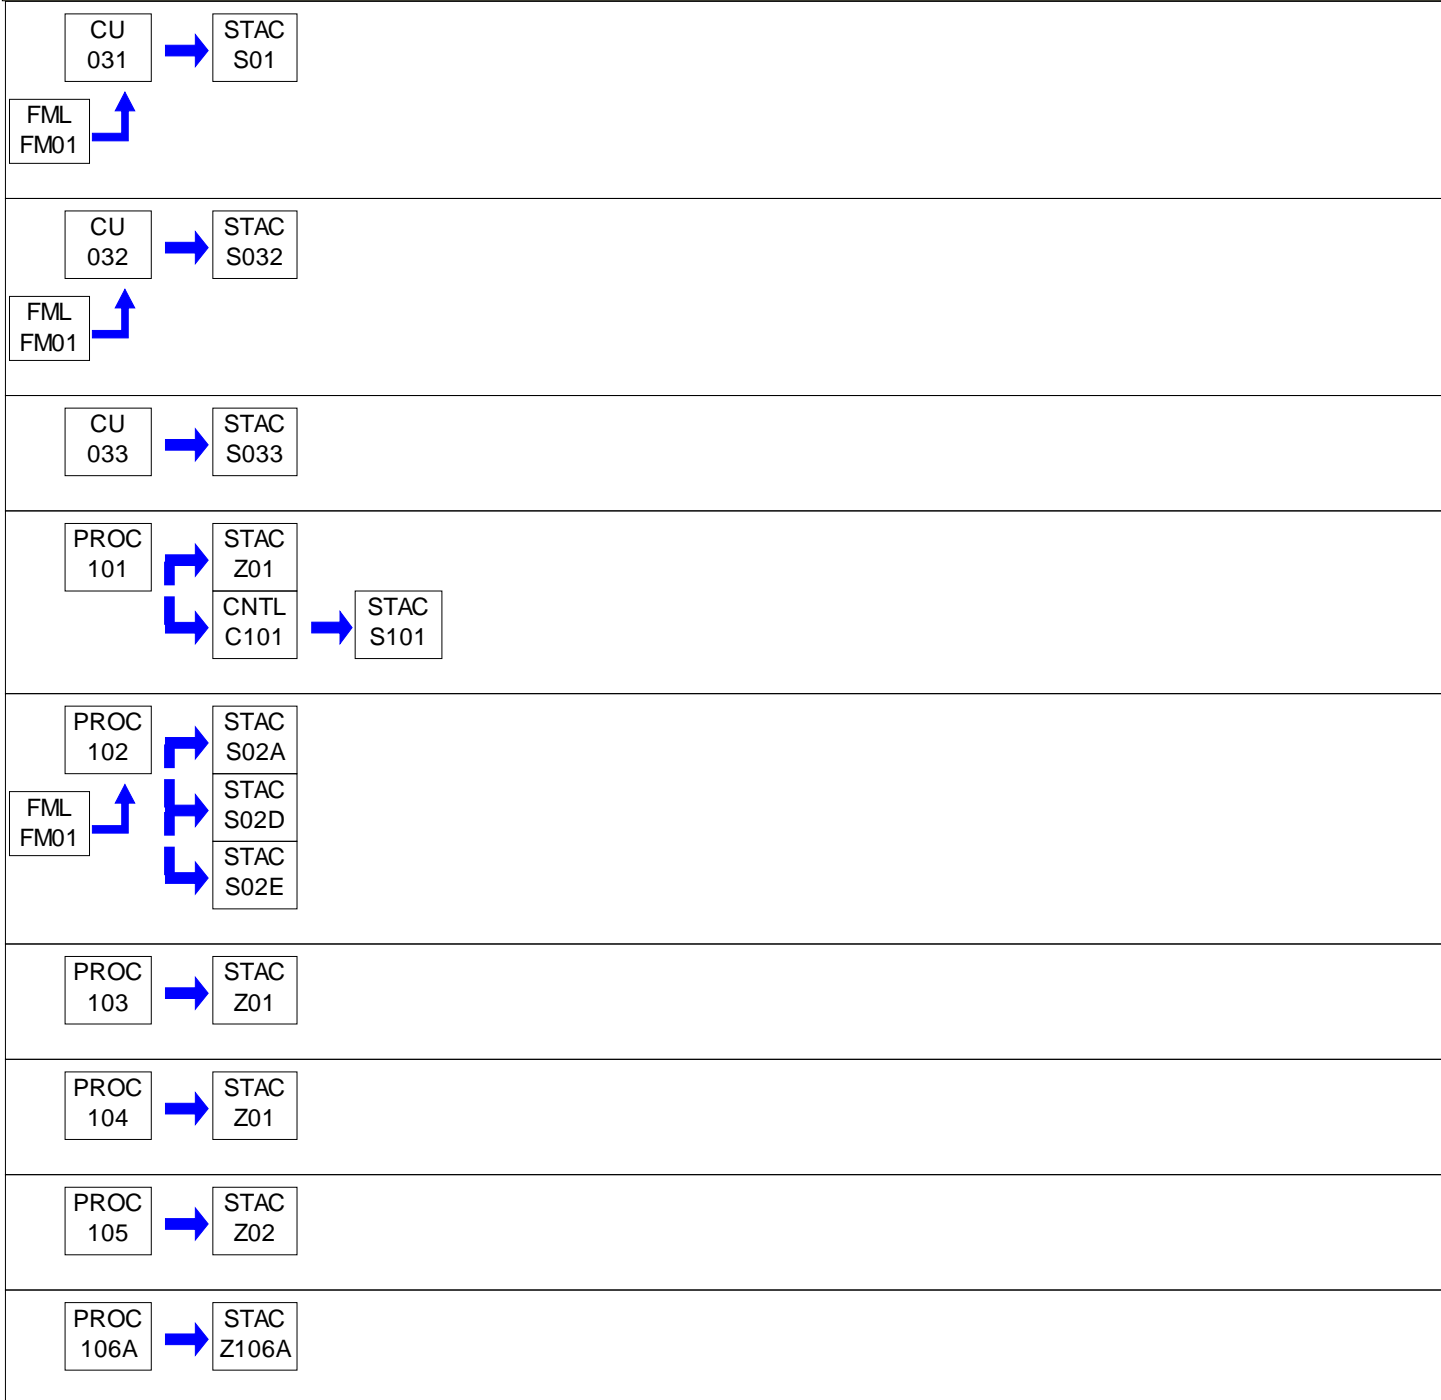 CU
031
STAC
S01
FML
FM01
CU
032
STAC
S032
FML
FM01
CU
033
STAC
S033
PROC
101
STAC
Z01
CNTL
C101
STAC
S101
PROC
102
STAC
S02A
FML
FM01
STAC
S02D
STAC
S02E
PROC
103
STAC
Z01
PROC
104
STAC
Z01
PROC
105
STAC
Z02
PROC
106A
STAC
Z106A